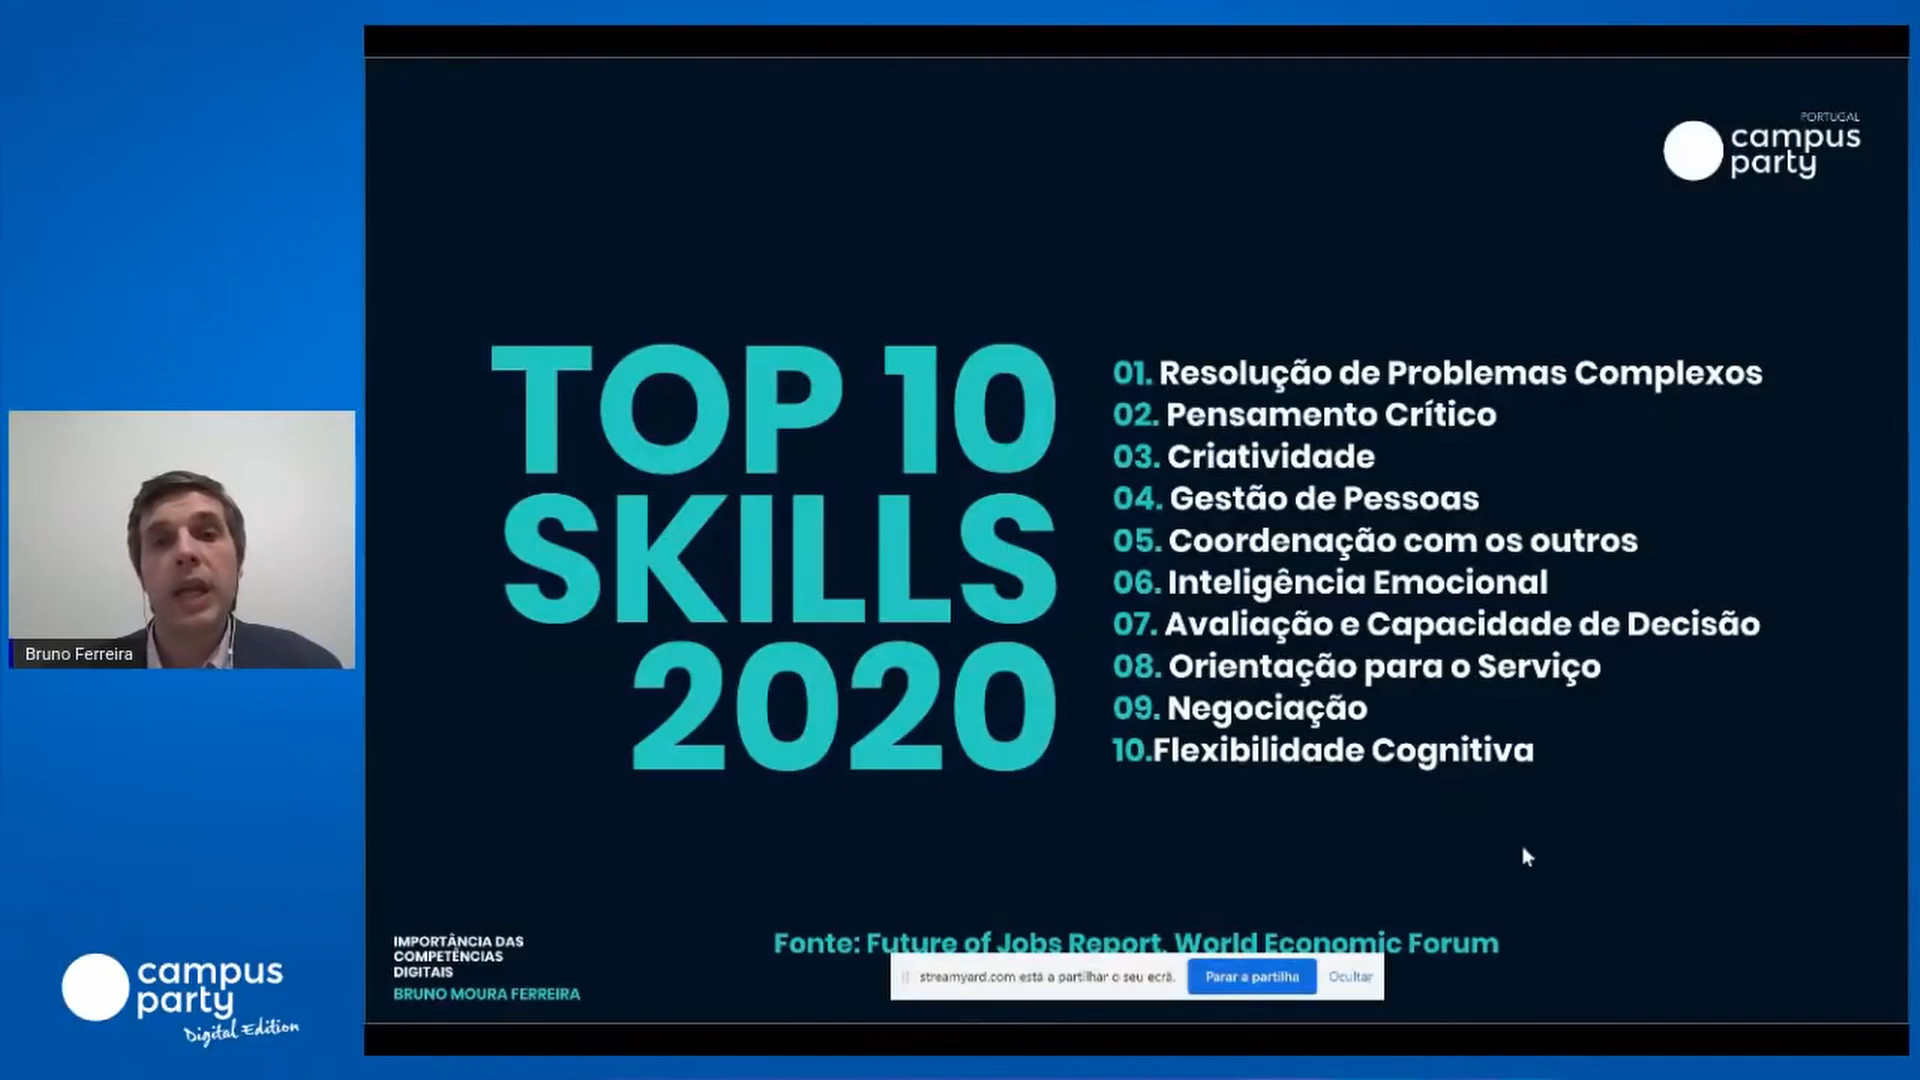 PORTUGAL
campus
party
TOP 10
SKILLS
2020
01. Resolução de Problemas Complexos
02. Pensamento Crítico
03. Criatividade
04. Gestão de Pessoas
05. Coordenação com os outros
06. Inteligência Emocional
07. Avaliação e Capacidade de Decisão
08. Orientação para o Serviço
09. Negociação
10.Flexibilidade Cognitiva
Bruno Ferreira
Fonte: Future of Jobs Report, World Economic Forum
IMPORTÂNCIA DAS
COMPETÊNCIAS
DIGITAIS
BRUNO MOURA FERREIRA
streamyard.com está a partilhar o seu ecrã. Parar a partilha Ocultar
campus
party
Digital Edition